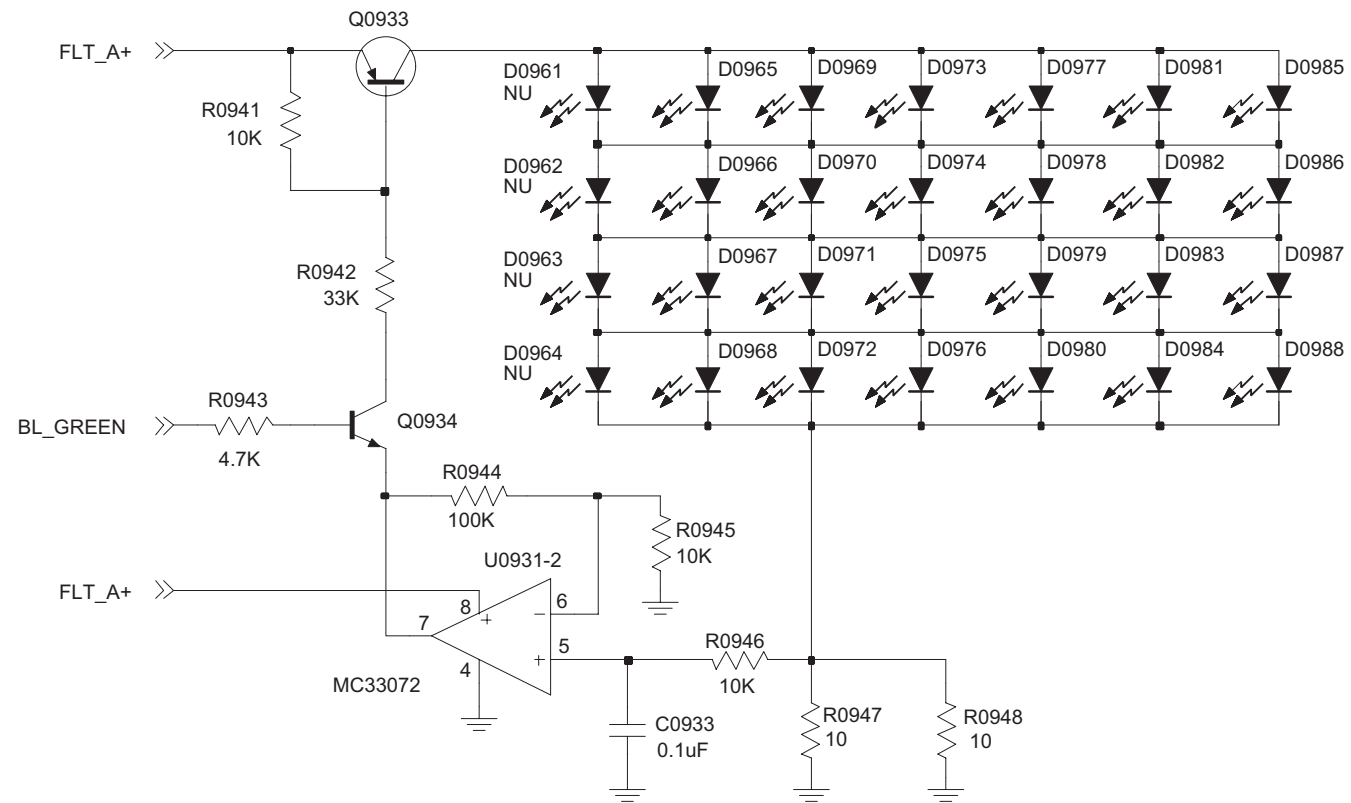 Q0933
FLT_A+
R0941
10K
D0961
NU
D0965
D0969
D0973
D0977
D0981
D0985
D0962
NU
D0966
D0970
D0974
D0978
D0982
D0986
R0942
33K
D0963
NU
D0967
D0971
D0975
D0979
D0983
D0987
D0964
NU
D0968
D0972
D0976
D0980
D0984
D0988
BL_GREEN
R0943
4.7K
Q0934
R0944
100K
R0945
10K
U0931-2
FLT_A+
8
+
7
4
6
–
5
+
MC33072
R0946
10K
C0933
0.1uF
R0947
10
R0948
10